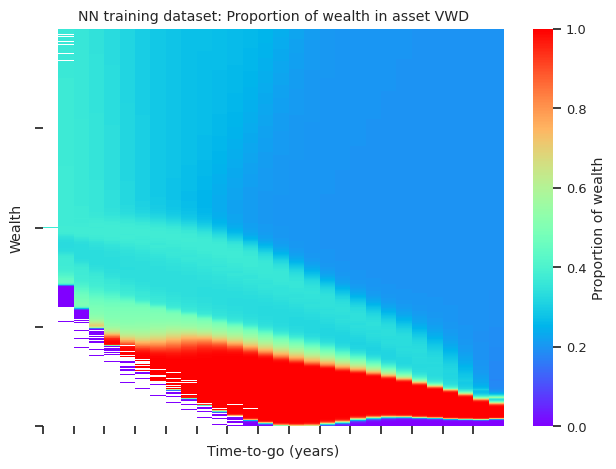 NN training dataset: Proportion of wealth in asset VWD
Wealth
Time-to-go (years)
1.0
0.8
0.6
0.4
0.2
0.0
Proportion of wealth